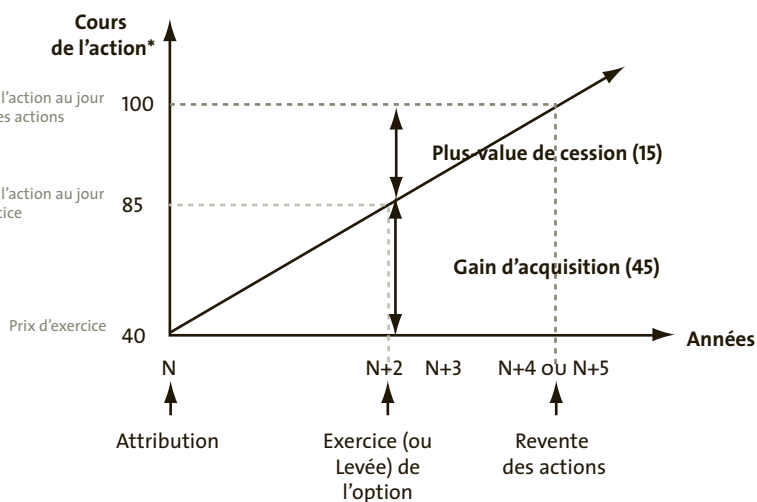 Cours
de l'action*
l'action au jour
es actions
100
Plus-value de cession (15)
l'action au jour
85
Gain d'acquisition (45)
Prix d'exercice
40
Années
N
N+2
N+3
N+4 ou N+5
Attribution
Exercice (ou
Levée) de
l'option
Revente
des actions